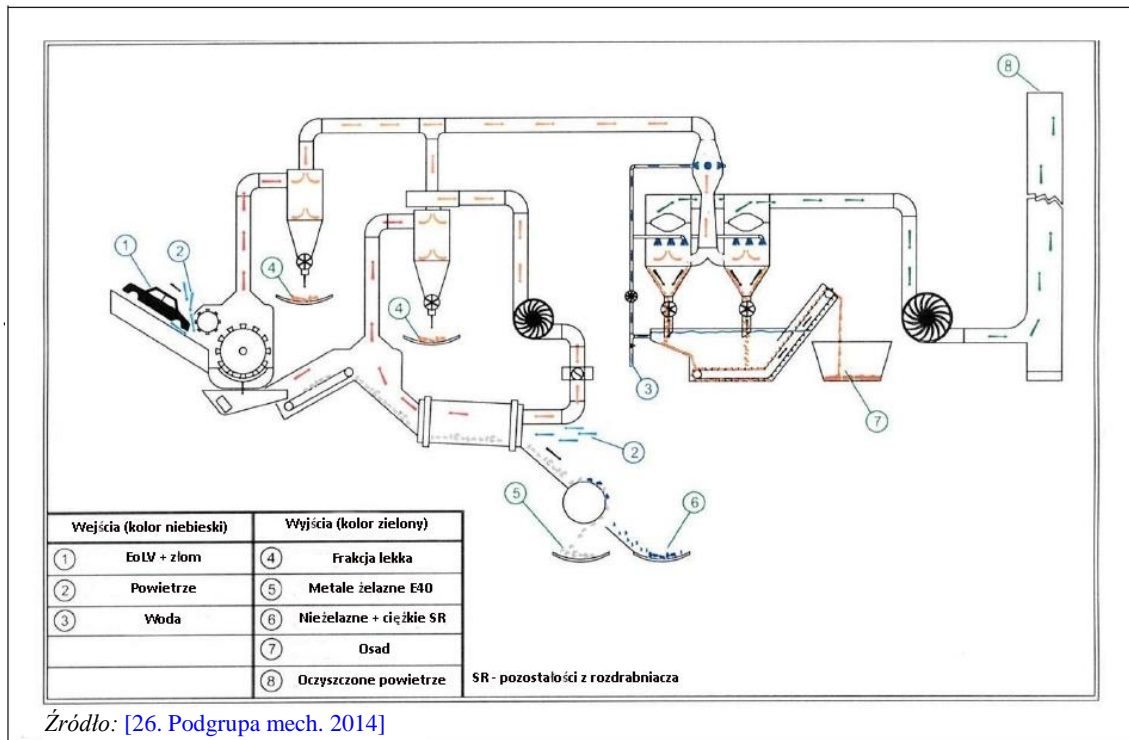 8
1
2
4
4
3
7
2
5
6
Wejścia (kolor niebieski) Wyjścia (kolor zielony)
1 EoLV + złom 4 Frakcja lekka
2 Powietrze 5 Metale żelazne E40
3 Woda 6 Nieżelazne + ciężkie SR
7 Osad
8 Oczyszczone powietrze SR - pozostałości z rozdrabniacza
Źródło: [26. Podgrupa mech. 2014]